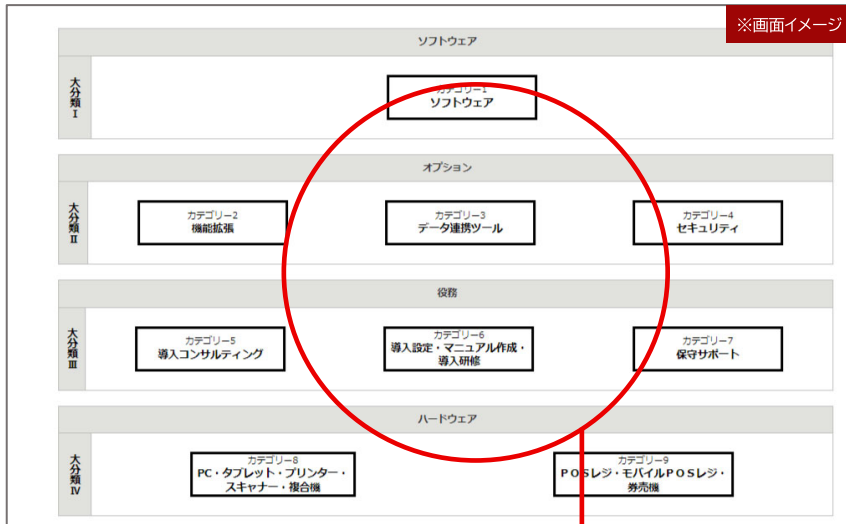 ※画面イメージ
ソフトウェア
大分類Ⅰ
カテゴリー1
ソフトウェア
オプション
大分類Ⅱ
カテゴリー2
機能拡張
カテゴリー3
データ連携ツール
カテゴリー4
セキュリティ
役務
大分類Ⅲ
カテゴリー5
導入コンサルティング
カテゴリー6
導入設定・マニュアル作成・
導入研修
カテゴリー7
保守サポート
ハードウェア
大分類Ⅳ
カテゴリー8
PC・タブレット・プリンター・
スキャナー・複合機
カテゴリー9
POSレジ・モバイルPOSレジ・
券売機